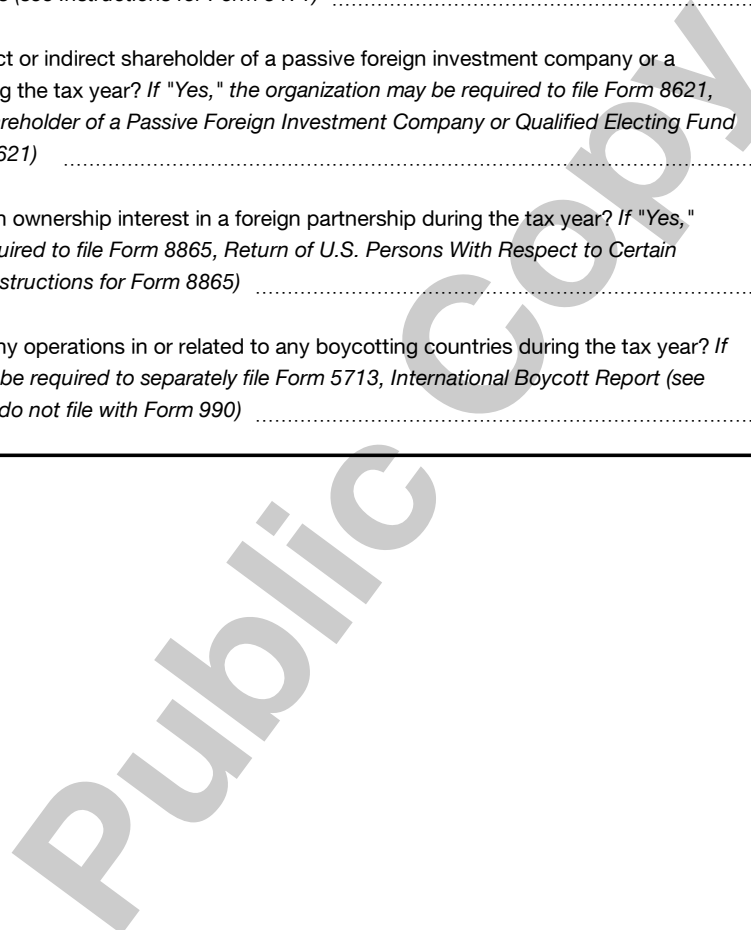 ct or indirect shareholder of a passive foreign investment company or a
g the tax year? If "Yes," the organization may be required to file Form 8621,
reholder of a Passive Foreign Investment Company or Qualified Electing Fund
621)
n ownership interest in a foreign partnership during the tax year? If "Yes,"
uired to file Form 8865, Return of U.S. Persons With Respect to Certain
structions for Form 8865)
ny operations in or related to any boycotting countries during the tax year? If
be required to separately file Form 5713, International Boycott Report (see
do not file with Form 990)
Public Copy